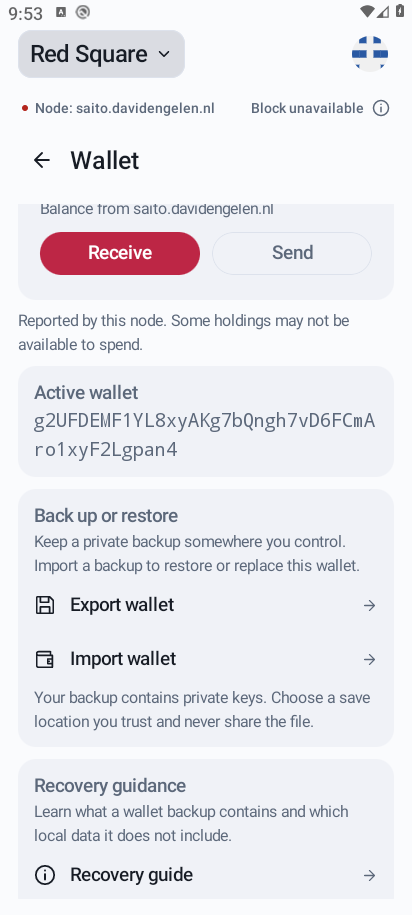 9:53
Red Square
Node: saito.davidengelen.nl
Block unavailable
Wallet
Balance from saito.davidengelen.nl
Receive
Send
Reported by this node. Some holdings may not be
available to spend.
Active wallet
g2UFDEMF1YL8xyAKg7bQngh7vD6FCmA
ro1xyF2Lgpan4
Back up or restore
Keep a private backup somewhere you control.
Import a backup to restore or replace this wallet.
Export wallet
Import wallet
Your backup contains private keys. Choose a save
location you trust and never share the file.
Recovery guidance
Learn what a wallet backup contains and which
local data it does not include.
Recovery guide